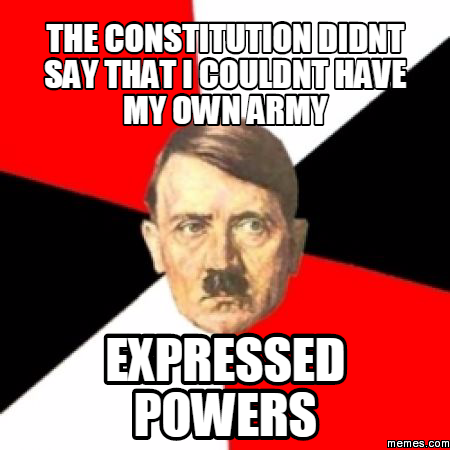 THE CONSTITUTION DIDNT
SAY THAT I COULDNT HAVE
MY OWN ARMY
EXPRESSED
POWERS
memes.com